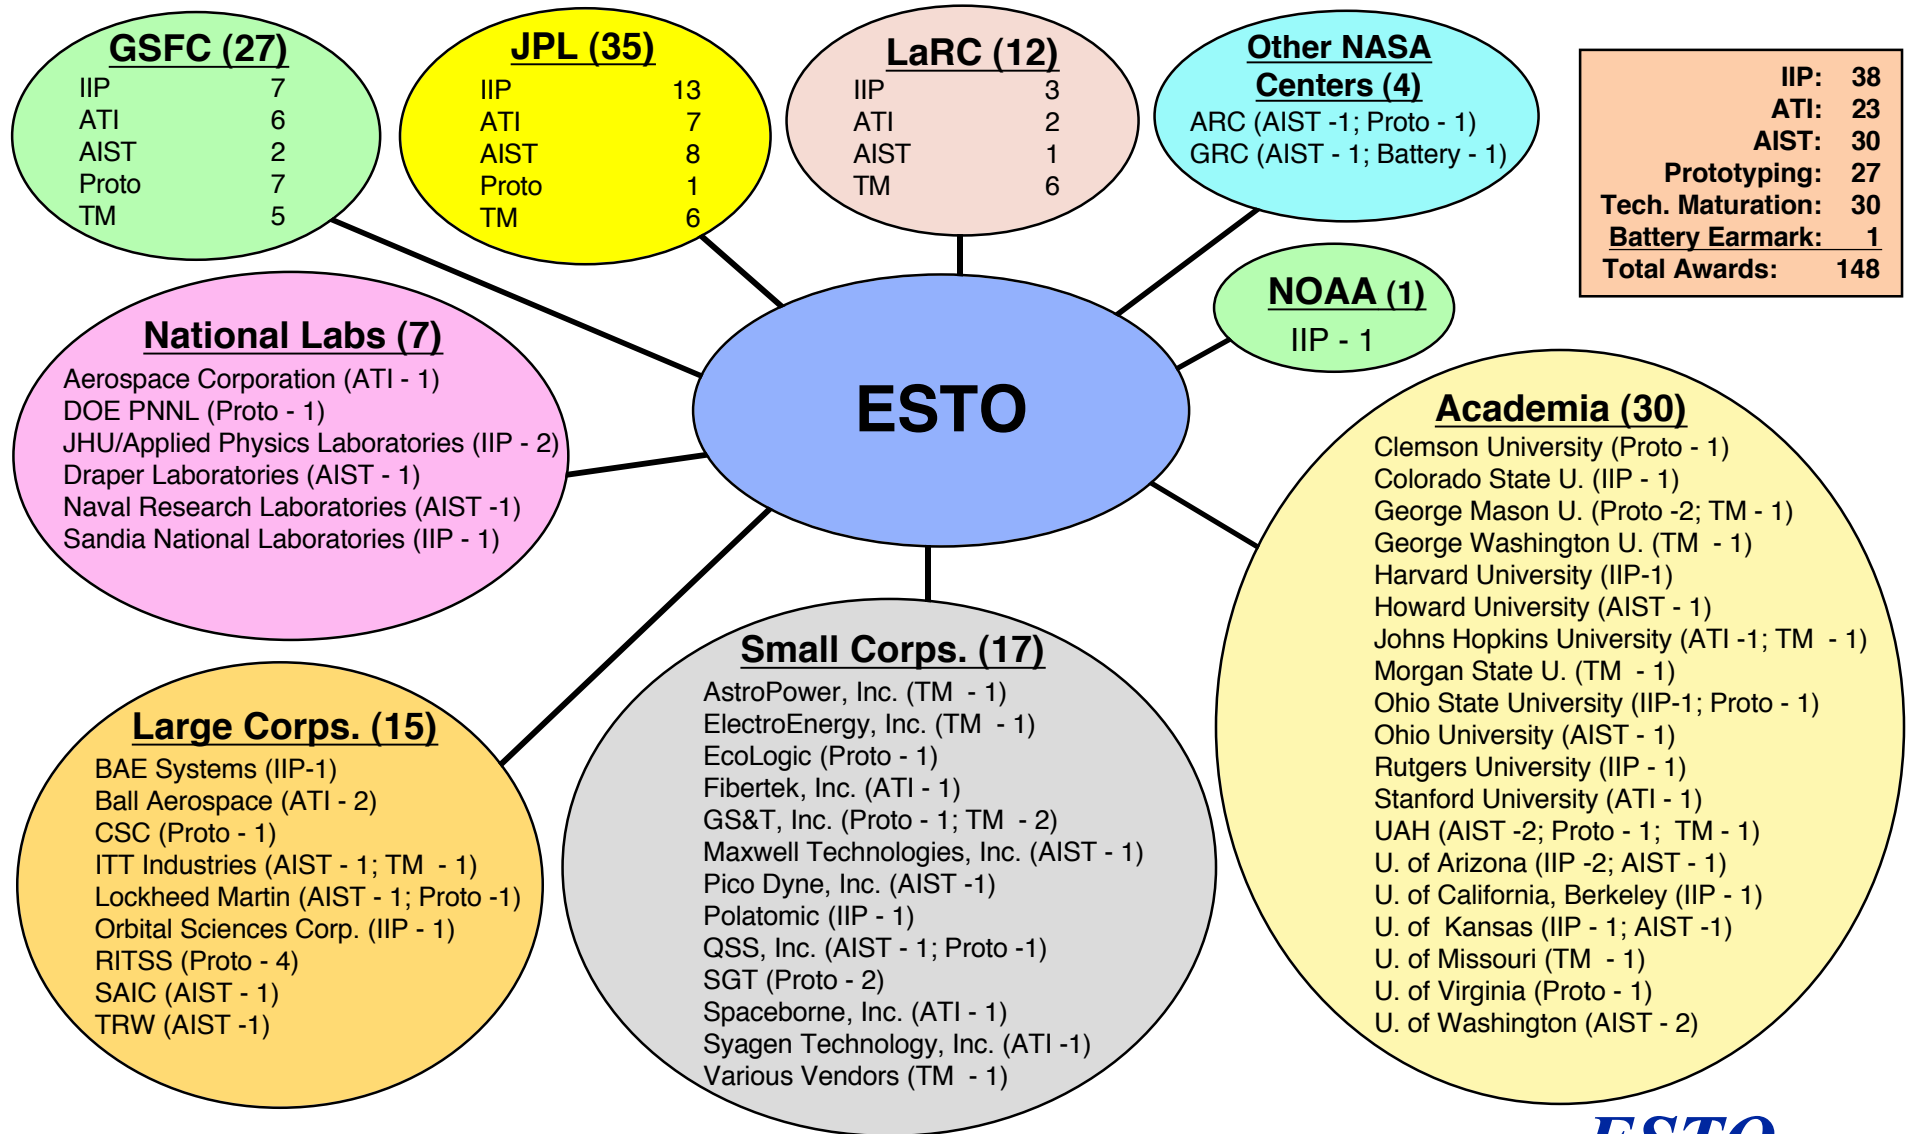 GSFC (27)
IIP 7
ATI 6
AIST 2
Proto 7
TM 5
JPL (35)
IIP 13
ATI 7
AIST 8
Proto 1
TM 6
LaRC (12)
IIP 3
ATI 2
AIST 1
TM 6
Other NASA
Centers (4)
ARC (AIST -1; Proto - 1)
GRC (AIST - 1; Battery - 1)
IIP: 38
ATI: 23
AIST: 30
Prototyping: 27
Tech. Maturation: 30
Battery Earmark: 1
Total Awards: 148
NOAA (1)
IIP - 1
National Labs (7)
Aerospace Corporation (ATI - 1)
DOE PNNL (Proto - 1)
JHU/Applied Physics Laboratories (IIP - 2)
Draper Laboratories (AIST - 1)
Naval Research Laboratories (AIST -1)
Sandia National Laboratories (IIP - 1)
ESTO
Academia (30)
Clemson University (Proto - 1)
Colorado State U. (IIP - 1)
George Mason U. (Proto -2; TM - 1)
George Washington U. (TM - 1)
Harvard University (IIP-1)
Howard University (AIST - 1)
Johns Hopkins University (ATI -1; TM - 1)
Morgan State U. (TM - 1)
Ohio State University (IIP-1; Proto - 1)
Ohio University (AIST - 1)
Rutgers University (IIP - 1)
Stanford University (ATI - 1)
UAH (AIST -2; Proto - 1; TM - 1)
U. of Arizona (IIP -2; AIST - 1)
U. of California, Berkeley (IIP - 1)
U. of Kansas (IIP - 1; AIST -1)
U. of Missouri (TM - 1)
U. of Virginia (Proto - 1)
U. of Washington (AIST - 2)
Large Corps. (15)
BAE Systems (IIP-1)
Ball Aerospace (ATI - 2)
CSC (Proto - 1)
ITT Industries (AIST - 1; TM - 1)
Lockheed Martin (AIST - 1; Proto -1)
Orbital Sciences Corp. (IIP - 1)
RITSS (Proto - 4)
SAIC (AIST - 1)
TRW (AIST -1)
Small Corps. (17)
AstroPower, Inc. (TM - 1)
ElectroEnergy, Inc. (TM - 1)
EcoLogic (Proto - 1)
Fibertek, Inc. (ATI - 1)
GS&T, Inc. (Proto - 1; TM - 2)
Maxwell Technologies, Inc. (AIST - 1)
Pico Dyne, Inc. (AIST -1)
Polatomic (IIP - 1)
QSS, Inc. (AIST - 1; Proto -1)
SGT (Proto - 2)
Spaceborne, Inc. (ATI - 1)
Syagen Technology, Inc. (ATI -1)
Various Vendors (TM - 1)
ESTO